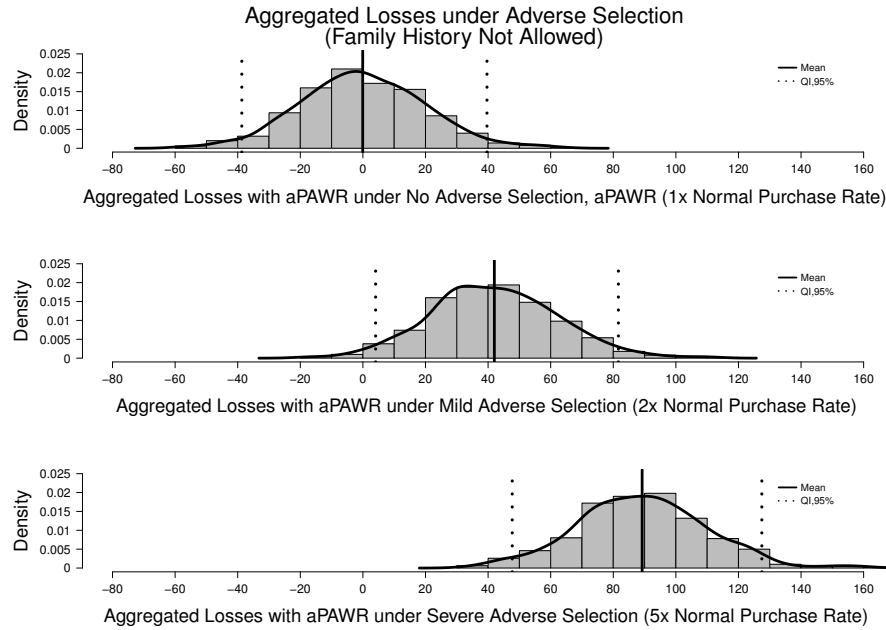 Aggregated Losses under Adverse Selection
(Family History Not Allowed)
Density
0.025
0.02
0.015
0.01
0.005
0
Mean
QI,95%
−80 −60 −40 −20 0 20 40 60 80 100 120 140 160
Aggregated Losses with aPAWR under No Adverse Selection, aPAWR (1x Normal Purchase Rate)
Density
0.025
0.02
0.015
0.01
0.005
0
Mean
QI,95%
−80 −60 −40 −20 0 20 40 60 80 100 120 140 160
Aggregated Losses with aPAWR under Mild Adverse Selection (2x Normal Purchase Rate)
Density
0.025
0.02
0.015
0.01
0.005
0
Mean
QI,95%
−80 −60 −40 −20 0 20 40 60 80 100 120 140 160
Aggregated Losses with aPAWR under Severe Adverse Selection (5x Normal Purchase Rate)